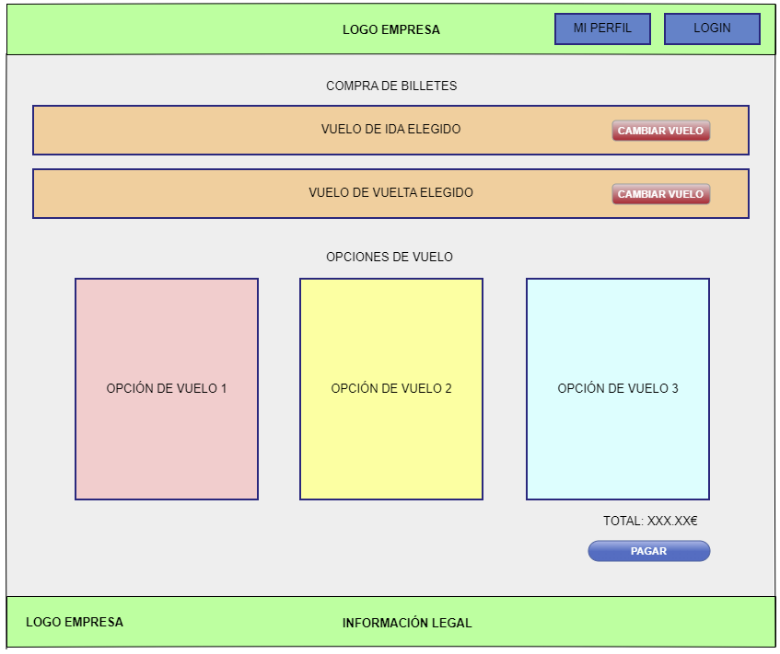 LOGO EMPRESA
MI PERFIL
LOGIN
COMPRA DE BILLETES
VUELO DE IDA ELEGIDO
CAMBIAR VUELO
VUELO DE VUELTA ELEGIDO
CAMBIAR VUELO
OPCIONES DE VUELO
OPCIÓN DE VUELO 1
OPCIÓN DE VUELO 2
OPCIÓN DE VUELO 3
TOTAL: XXX.XX€
PAGAR
LOGO EMPRESA
INFORMACIÓN LEGAL